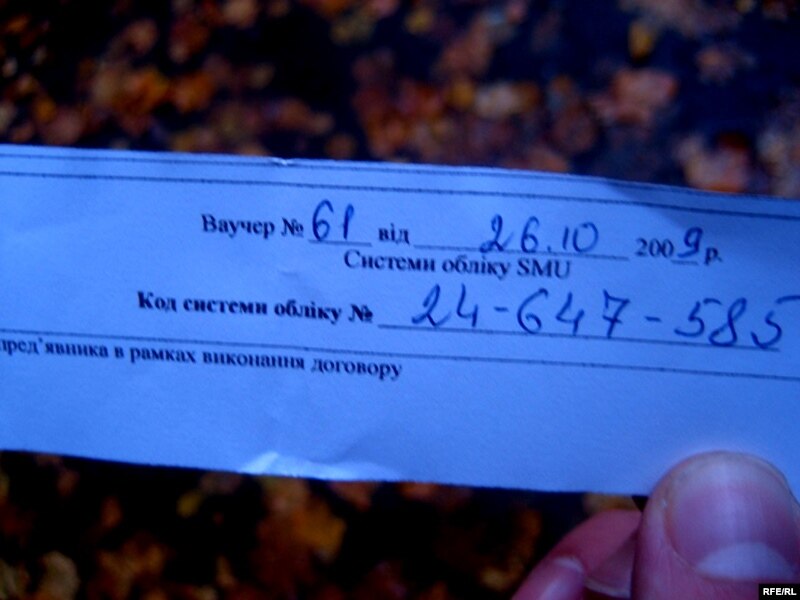 Ваучер № 61 від 26.10 2009 р.
Системи обліку SMU
Код системи обліку № 24-647-585
пред'явника в рамках виконання договору
RFE/RL